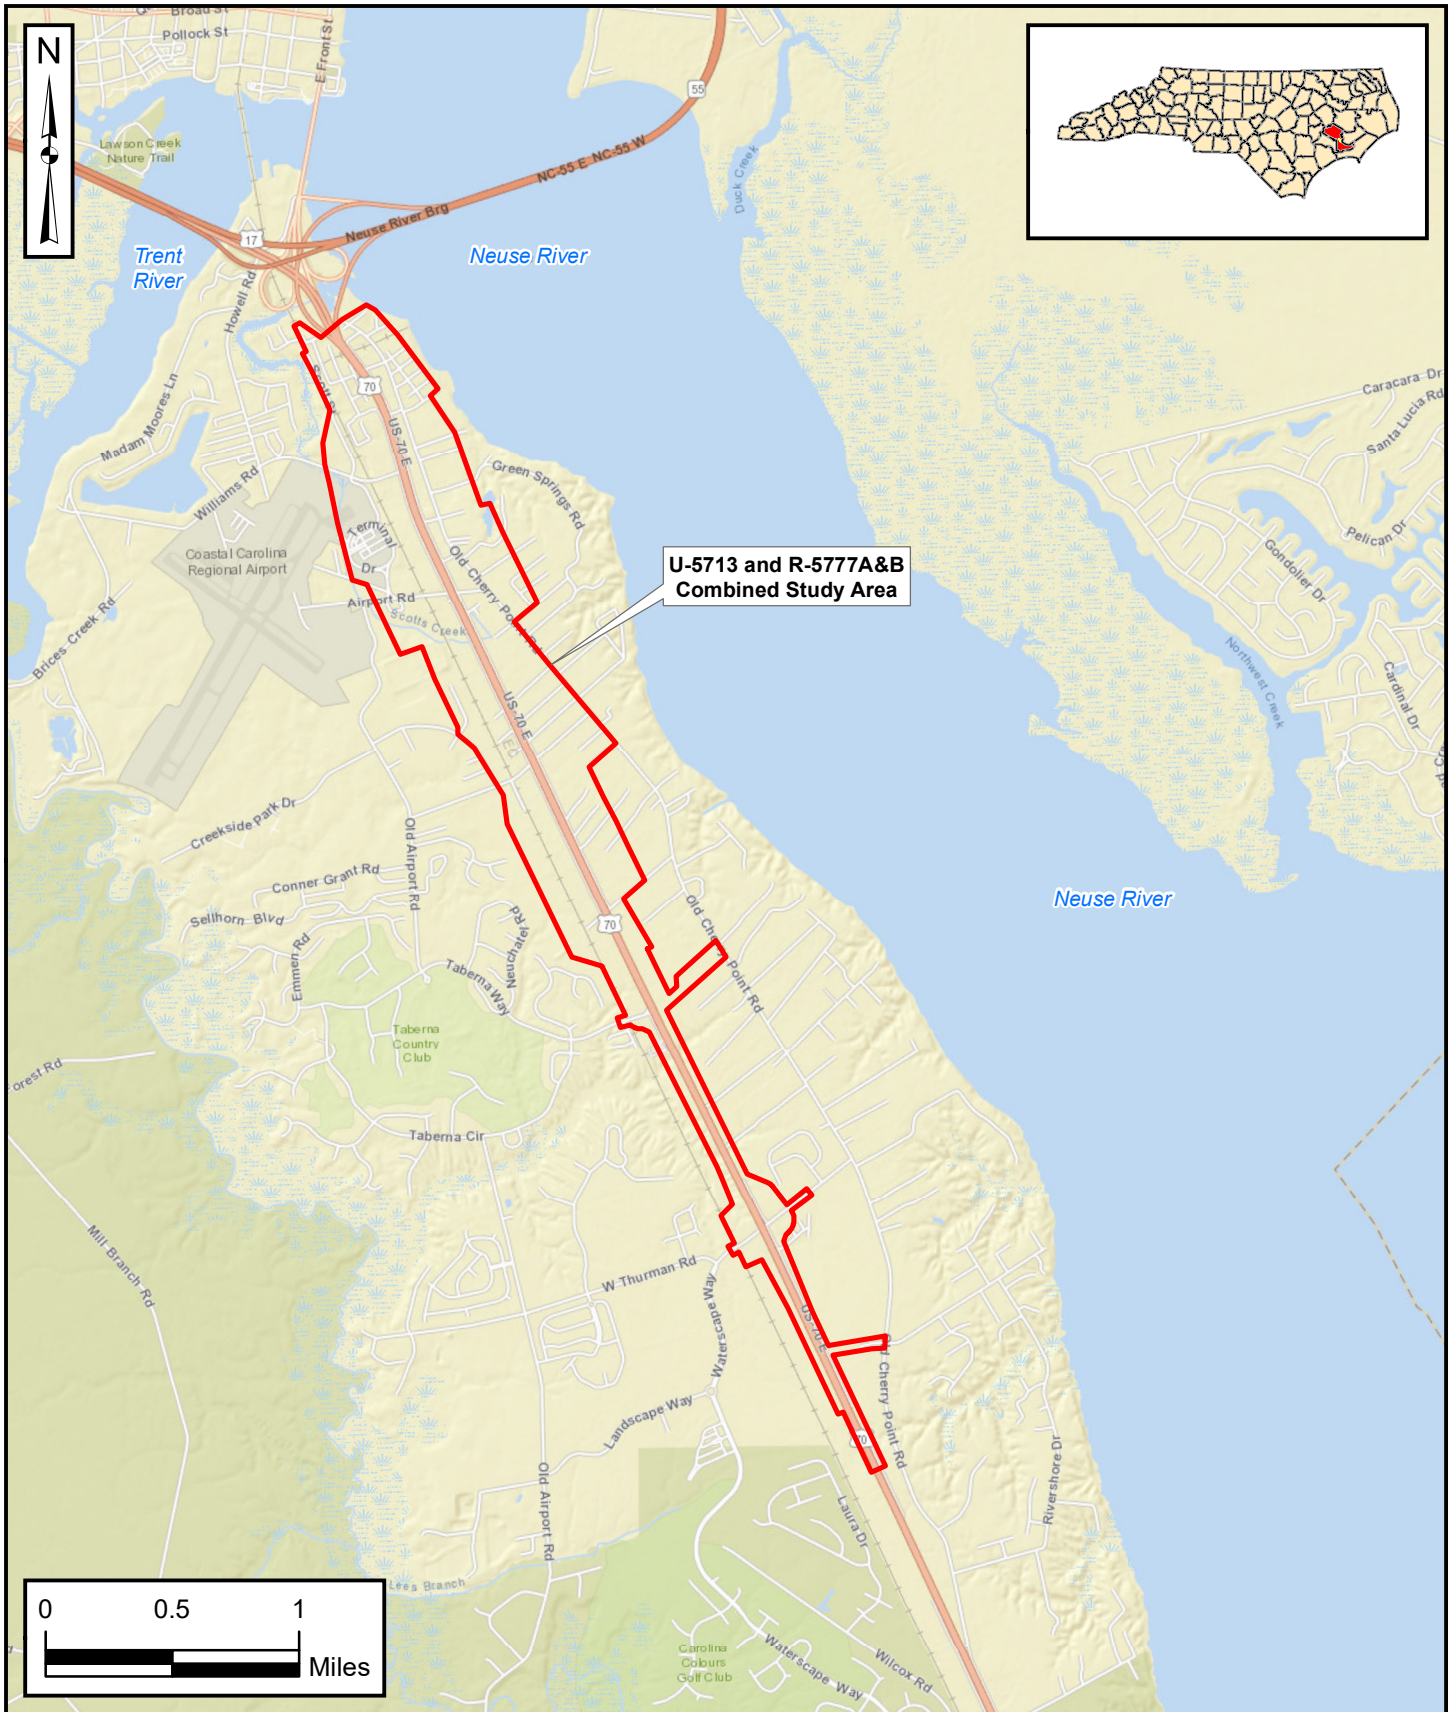 Broad St
Pollock St
E Front St
N
55
Lawson Creek
Nature Trail
NC-55 E NC-55 W
Duck Creek
Neuse River Brg
17
Trent
River
Neuse River
Howell Rd
Scott Dr
70
Caracara Dr
Santa Lucia Rd
Madam Moores Ln
US-70 E
Green Springs Rd
Williams Rd
Pelican Dr
Terminal
Dr
Coastal Carolina
Regional Airport
Old Cherry Point Rd
U-5713 and R-5777A&B
Combined Study Area
Gondolier Dr
Airport Rd
Scotts Creek
Brices Creek Rd
Northwest Creek
Cardinal Dr
US-70 E
Creekside Park Dr
Old Airport Rd
Conner Grant Rd
Sellhorn Blvd
Neuchatel Rd
70
Old Cherry Point Rd
Neuse River
Emmen Rd
Taberna Way
Taberna
Country
Club
Forest Rd
Taberna Cir
Mill Branch Rd
W Thurman Rd
Waterscape Way
US-70 E
Old Cherry Point Rd
Landscape Way
70
Old Airport Rd
Laura Dr
Rivershore Dr
Lees Branch
0 0.5 1
Miles
Carolina
Colours
Golf Club
Waterscape Way
Wilcox Rd